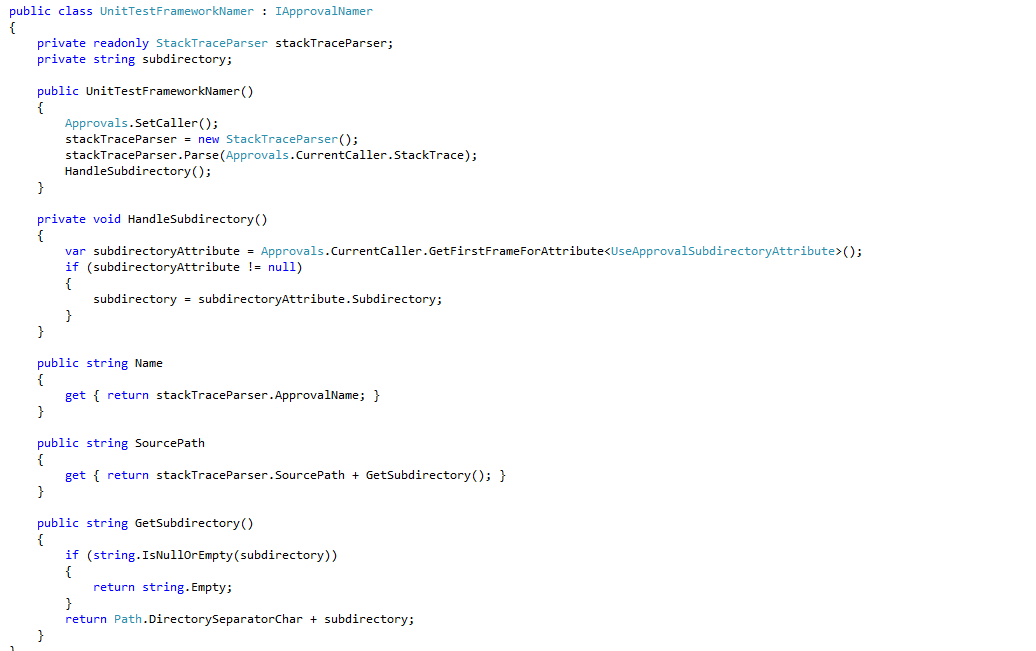 public class UnitTestFrameworkNamer : IApprovalNamer
{
    private readonly StackTraceParser stackTraceParser;
    private string subdirectory;

    public UnitTestFrameworkNamer()
    {
        Approvals.SetCaller();
        stackTraceParser = new StackTraceParser();
        stackTraceParser.Parse(Approvals.CurrentCaller.StackTrace);
        HandleSubdirectory();
    }

    private void HandleSubdirectory()
    {
        var subdirectoryAttribute = Approvals.CurrentCaller.GetFirstFrameForAttribute<UseApprovalSubdirectoryAttribute>();
        if (subdirectoryAttribute != null)
        {
            subdirectory = subdirectoryAttribute.Subdirectory;
        }
    }

    public string Name
    {
        get { return stackTraceParser.ApprovalName; }
    }

    public string SourcePath
    {
        get { return stackTraceParser.SourcePath + GetSubdirectory(); }
    }

    public string GetSubdirectory()
    {
        if (string.IsNullOrEmpty(subdirectory))
        {
            return string.Empty;
        }
        return Path.DirectorySeparatorChar + subdirectory;
    }
}